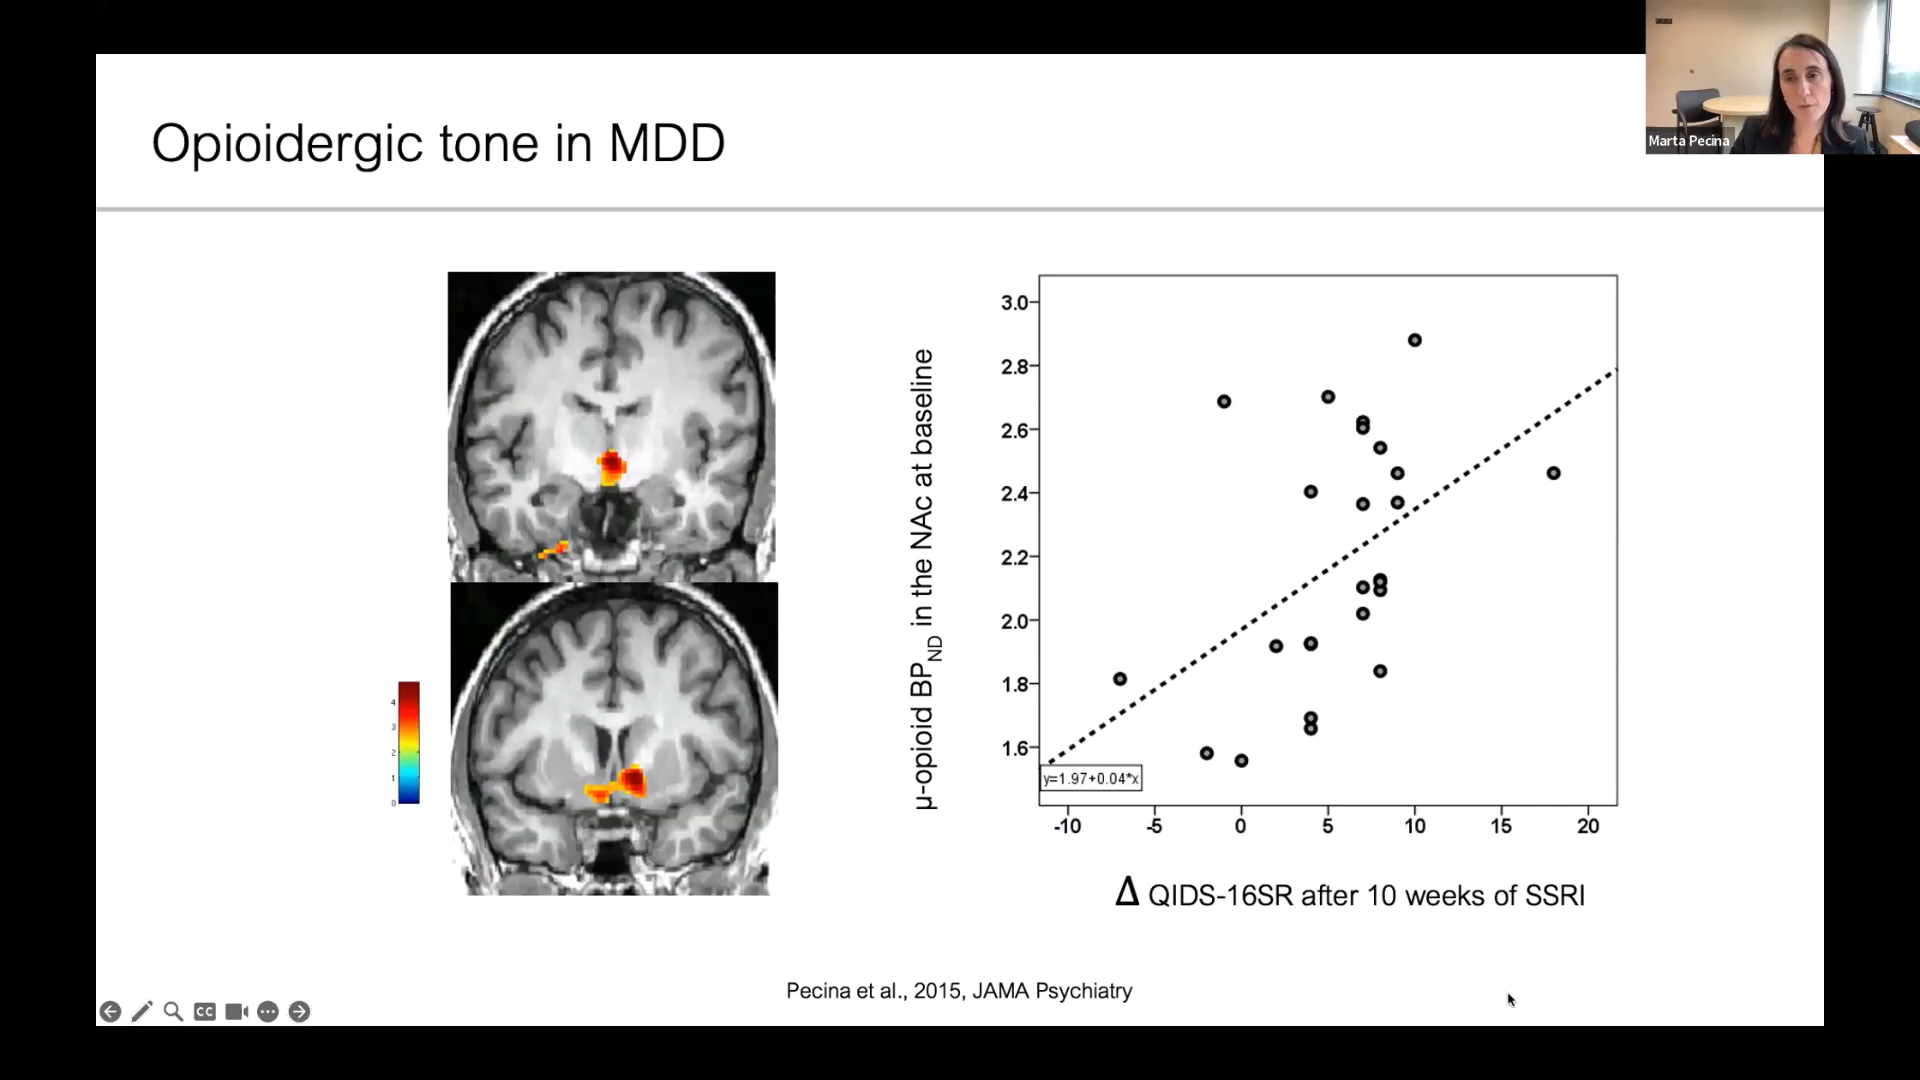 Marta Pecina
Opioidergic tone in MDD
4
3
2
1
0
μ-opioid BPND in the NAc at baseline
3.0
2.8
2.6
2.4
2.2
2.0
1.8
1.6
y=1.97+0.04*x
-10 -5 0 5 10 15 20
Δ QIDS-16SR after 10 weeks of SSRI
Pecina et al., 2015, JAMA Psychiatry
CC